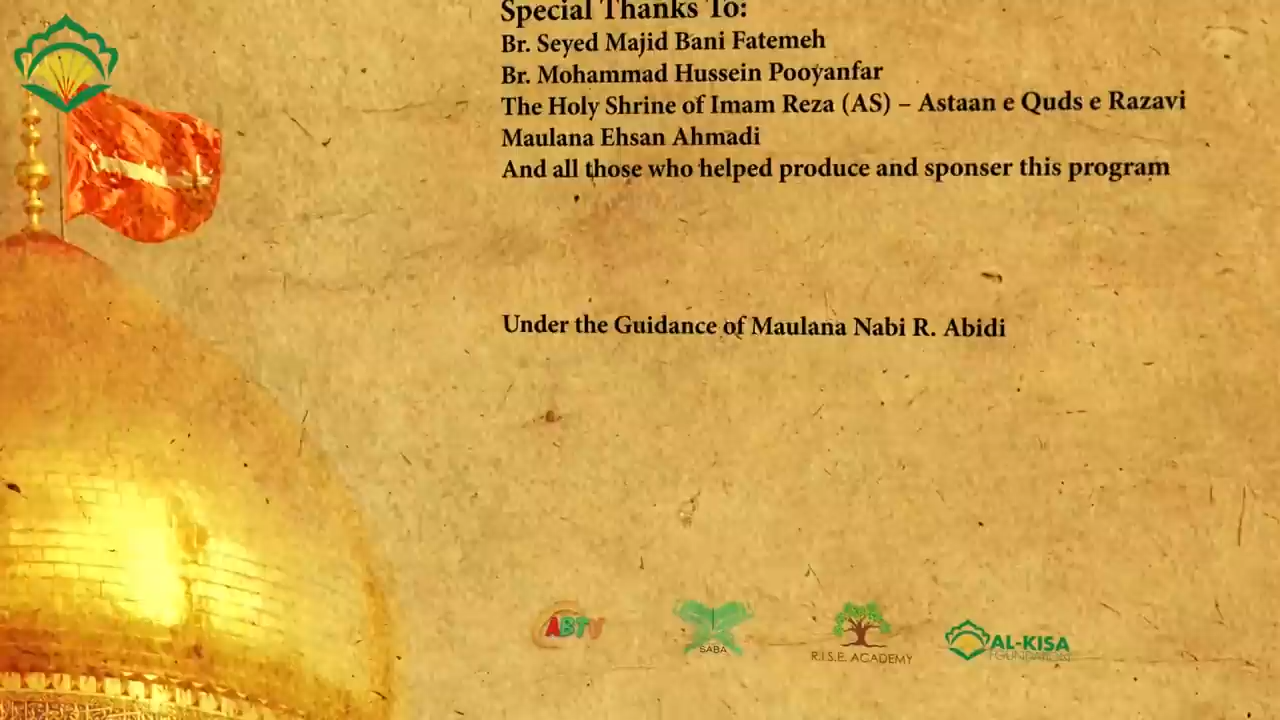 Special Thanks To:
Br. Seyed Majid Bani Fatemeh
Br. Mohammad Hussein Pooyanfar
The Holy Shrine of Imam Reza (AS) – Astaan e Quds e Razavi
Maulana Ehsan Ahmadi
And all those who helped produce and sponser this program
Under the Guidance of Maulana Nabi R. Abidi
ABTV
SABA
R.I.S.E. ACADEMY
AL-KISA
FOUNDATION